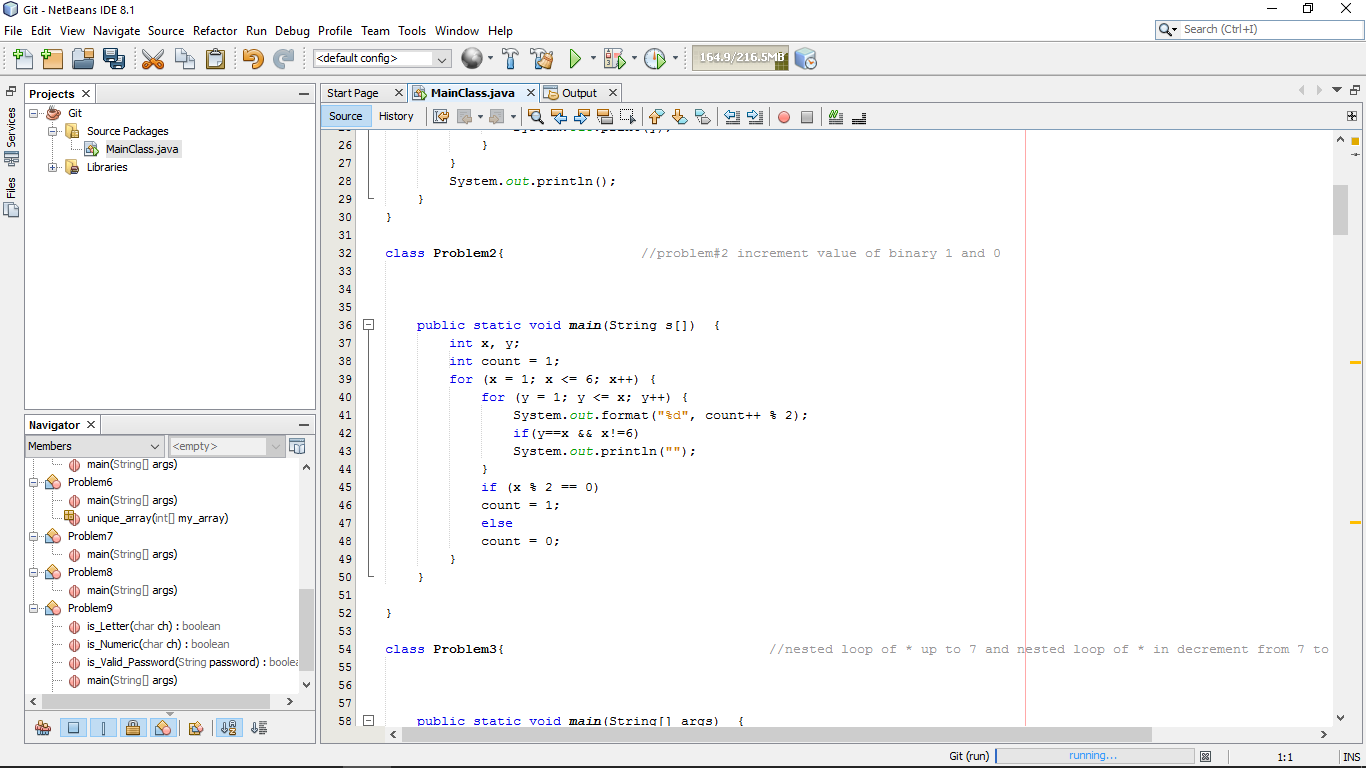 Git - NetBeans IDE 8.1
File Edit View Navigate Source Refactor Run Debug Profile Team Tools Window Help
Search (Ctrl+I)
<default config>
164.9/216.5MB
Services
Files
Projects
Git
Source Packages
MainClass.java
Libraries
Navigator
Members
<empty>
main(String[] args)
Problem6
main(String[] args)
unique_array(int[] my_array)
Problem7
main(String[] args)
Problem8
main(String[] args)
Problem9
is_Letter(char ch) : boolean
is_Numeric(char ch) : boolean
is_Valid_Password(String password) : boolea
main(String[] args)
Start Page MainClass.java Output
Source History
26 }
27 }
28 System.out.println();
29 }
30 }
31
32 class Problem2{ //problem#2 increment value of binary 1 and 0
33
34
35
36 public static void main(String s[]) {
37 int x, y;
38 int count = 1;
39 for (x = 1; x <= 6; x++) {
40 for (y = 1; y <= x; y++) {
41 System.out.format("%d", count++ % 2);
42 if(y==x && x!=6)
43 System.out.println("");
44 }
45 if (x % 2 == 0)
46 count = 1;
47 else
48 count = 0;
49 }
50 }
51
52 }
53
54 class Problem3{ //nested loop of * up to 7 and nested loop of * in decrement from 7 to
55
56
57
58 public static void main(String[] args) {
Git (run) running... 1:1 INS